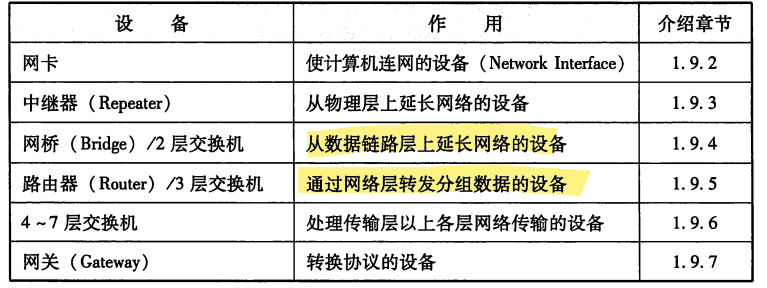 设 备 作 用 介绍章节
网卡 使计算机连网的设备（Network Interface） 1.9.2
中继器（Repeater） 从物理层上延长网络的设备 1.9.3
网桥（Bridge）/2 层交换机 从数据链路层上延长网络的设备 1.9.4
路由器（Router）/3 层交换机 通过网络层转发分组数据的设备 1.9.5
4~7 层交换机 处理传输层以上各层网络传输的设备 1.9.6
网关（Gateway） 转换协议的设备 1.9.7